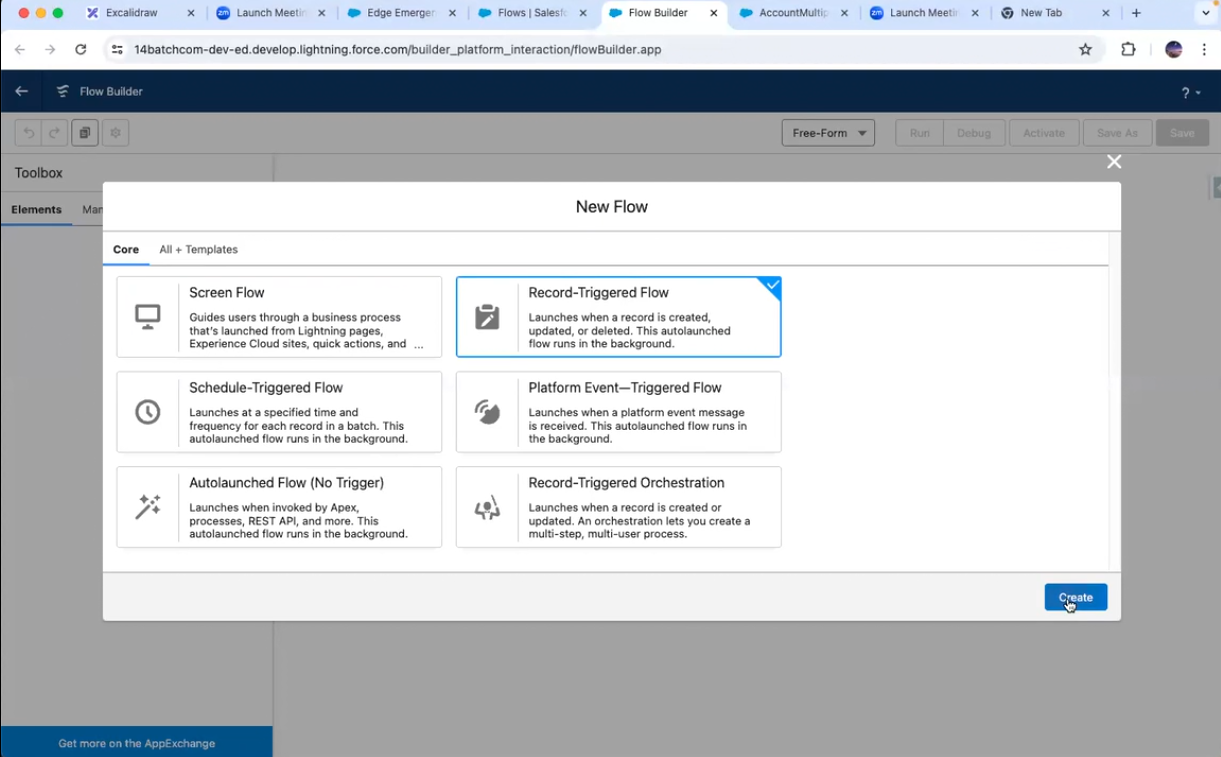 Excalidraw
Launch Meetin
Edge Emerger
Flows | Salesf
Flow Builder
AccountMultip
Launch Meetin
New Tab
14batchcom-dev-ed.develop.lightning.force.com/builder_platform_interaction/flowBuilder.app
Flow Builder
?
Free-Form
Run
Debug
Activate
Save As
Save
Toolbox
Elements
Man
New Flow
Core
All + Templates
Screen Flow
Guides users through a business process
that's launched from Lightning pages,
Experience Cloud sites, quick actions, and ...
Record-Triggered Flow
Launches when a record is created,
updated, or deleted. This autolaunched
flow runs in the background.
Schedule-Triggered Flow
Launches at a specified time and
frequency for each record in a batch. This
autolaunched flow runs in the background.
Platform Event—Triggered Flow
Launches when a platform event message
is received. This autolaunched flow runs in
the background.
Autolaunched Flow (No Trigger)
Launches when invoked by Apex,
processes, REST API, and more. This
autolaunched flow runs in the background.
Record-Triggered Orchestration
Launches when a record is created or
updated. An orchestration lets you create a
multi-step, multi-user process.
Create
Get more on the AppExchange